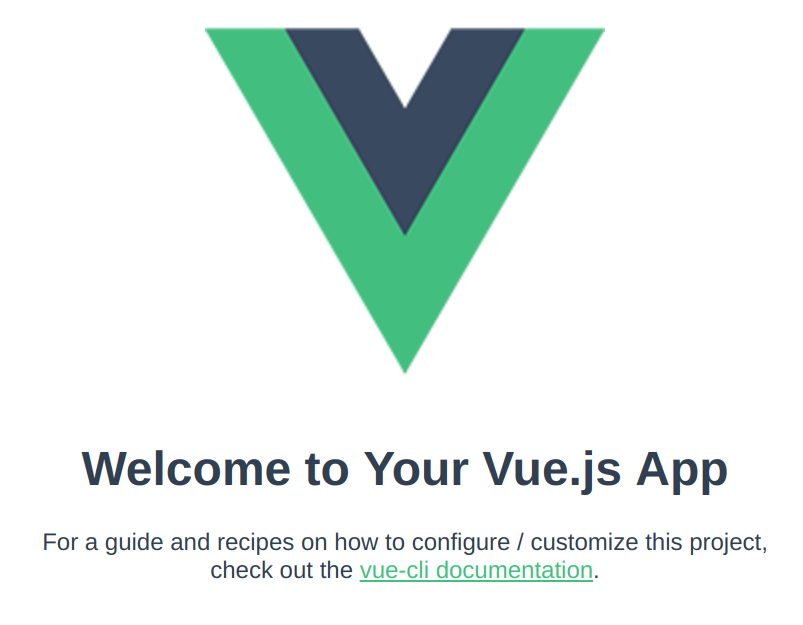 Welcome to Your Vue.js App
For a guide and recipes on how to configure / customize this project,
check out the vue-cli documentation.